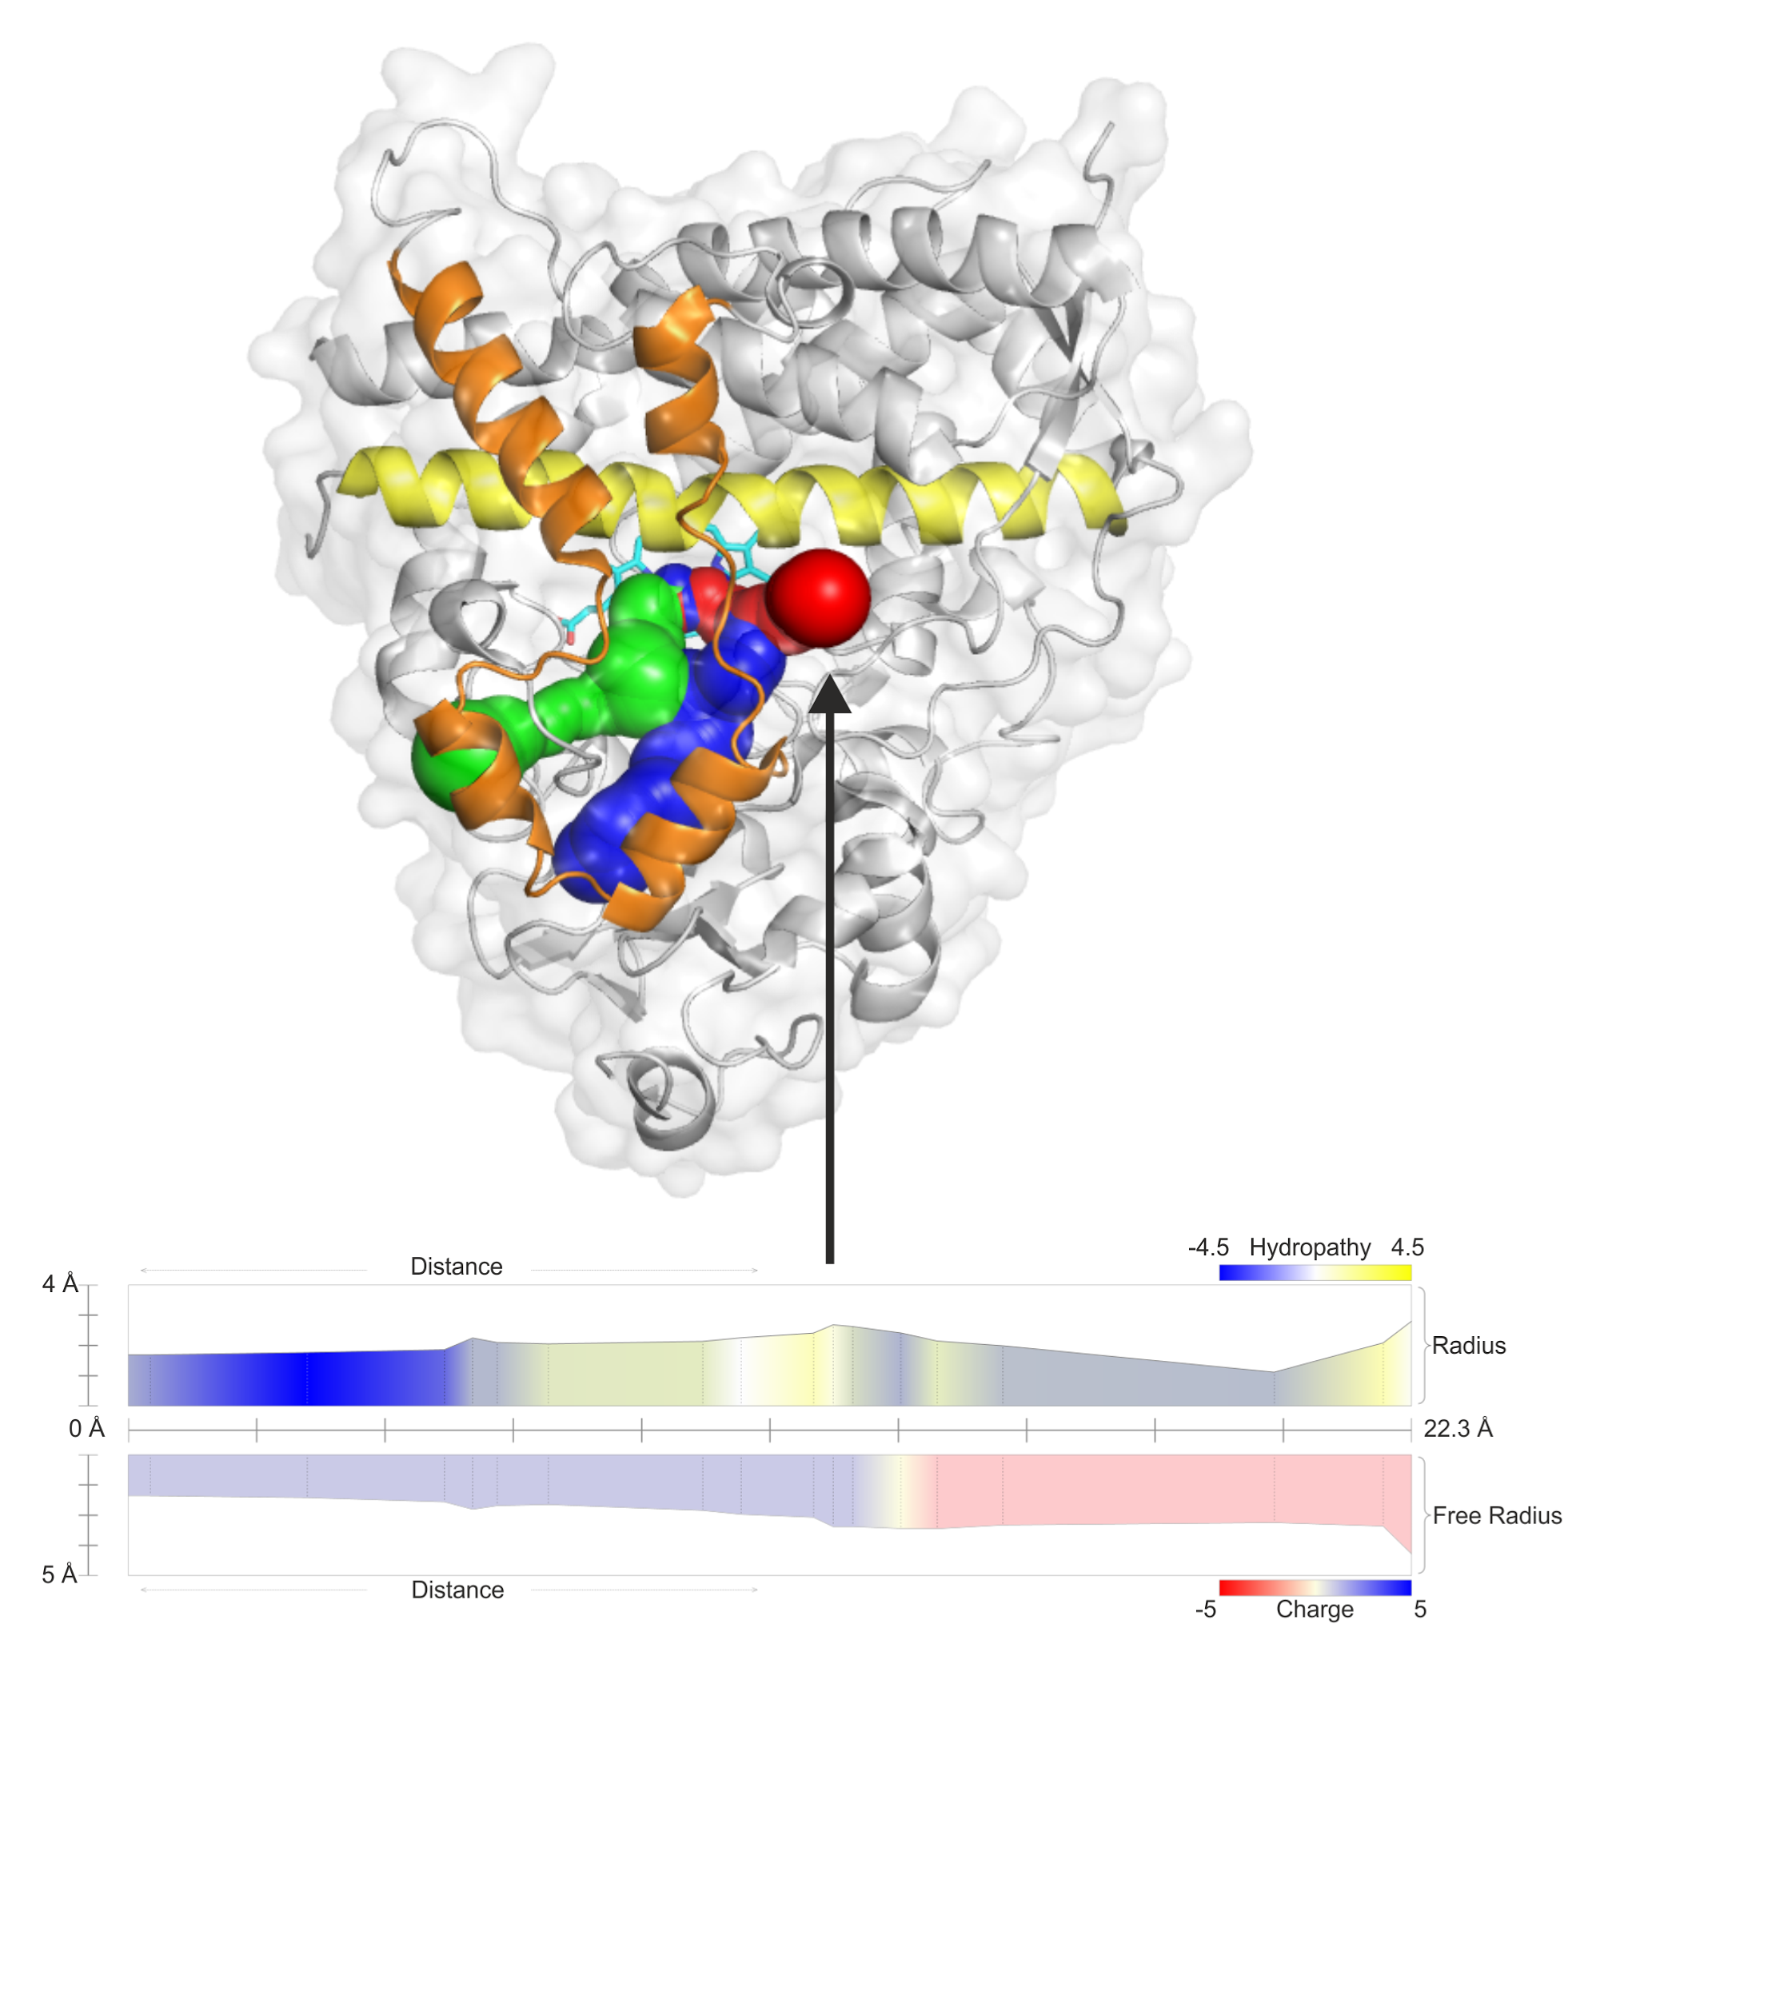 -4.5 Hydropathy 4.5
Distance
4 Å
Radius
0 Å 22.3 Å
Free Radius
5 Å
Distance
-5 Charge 5